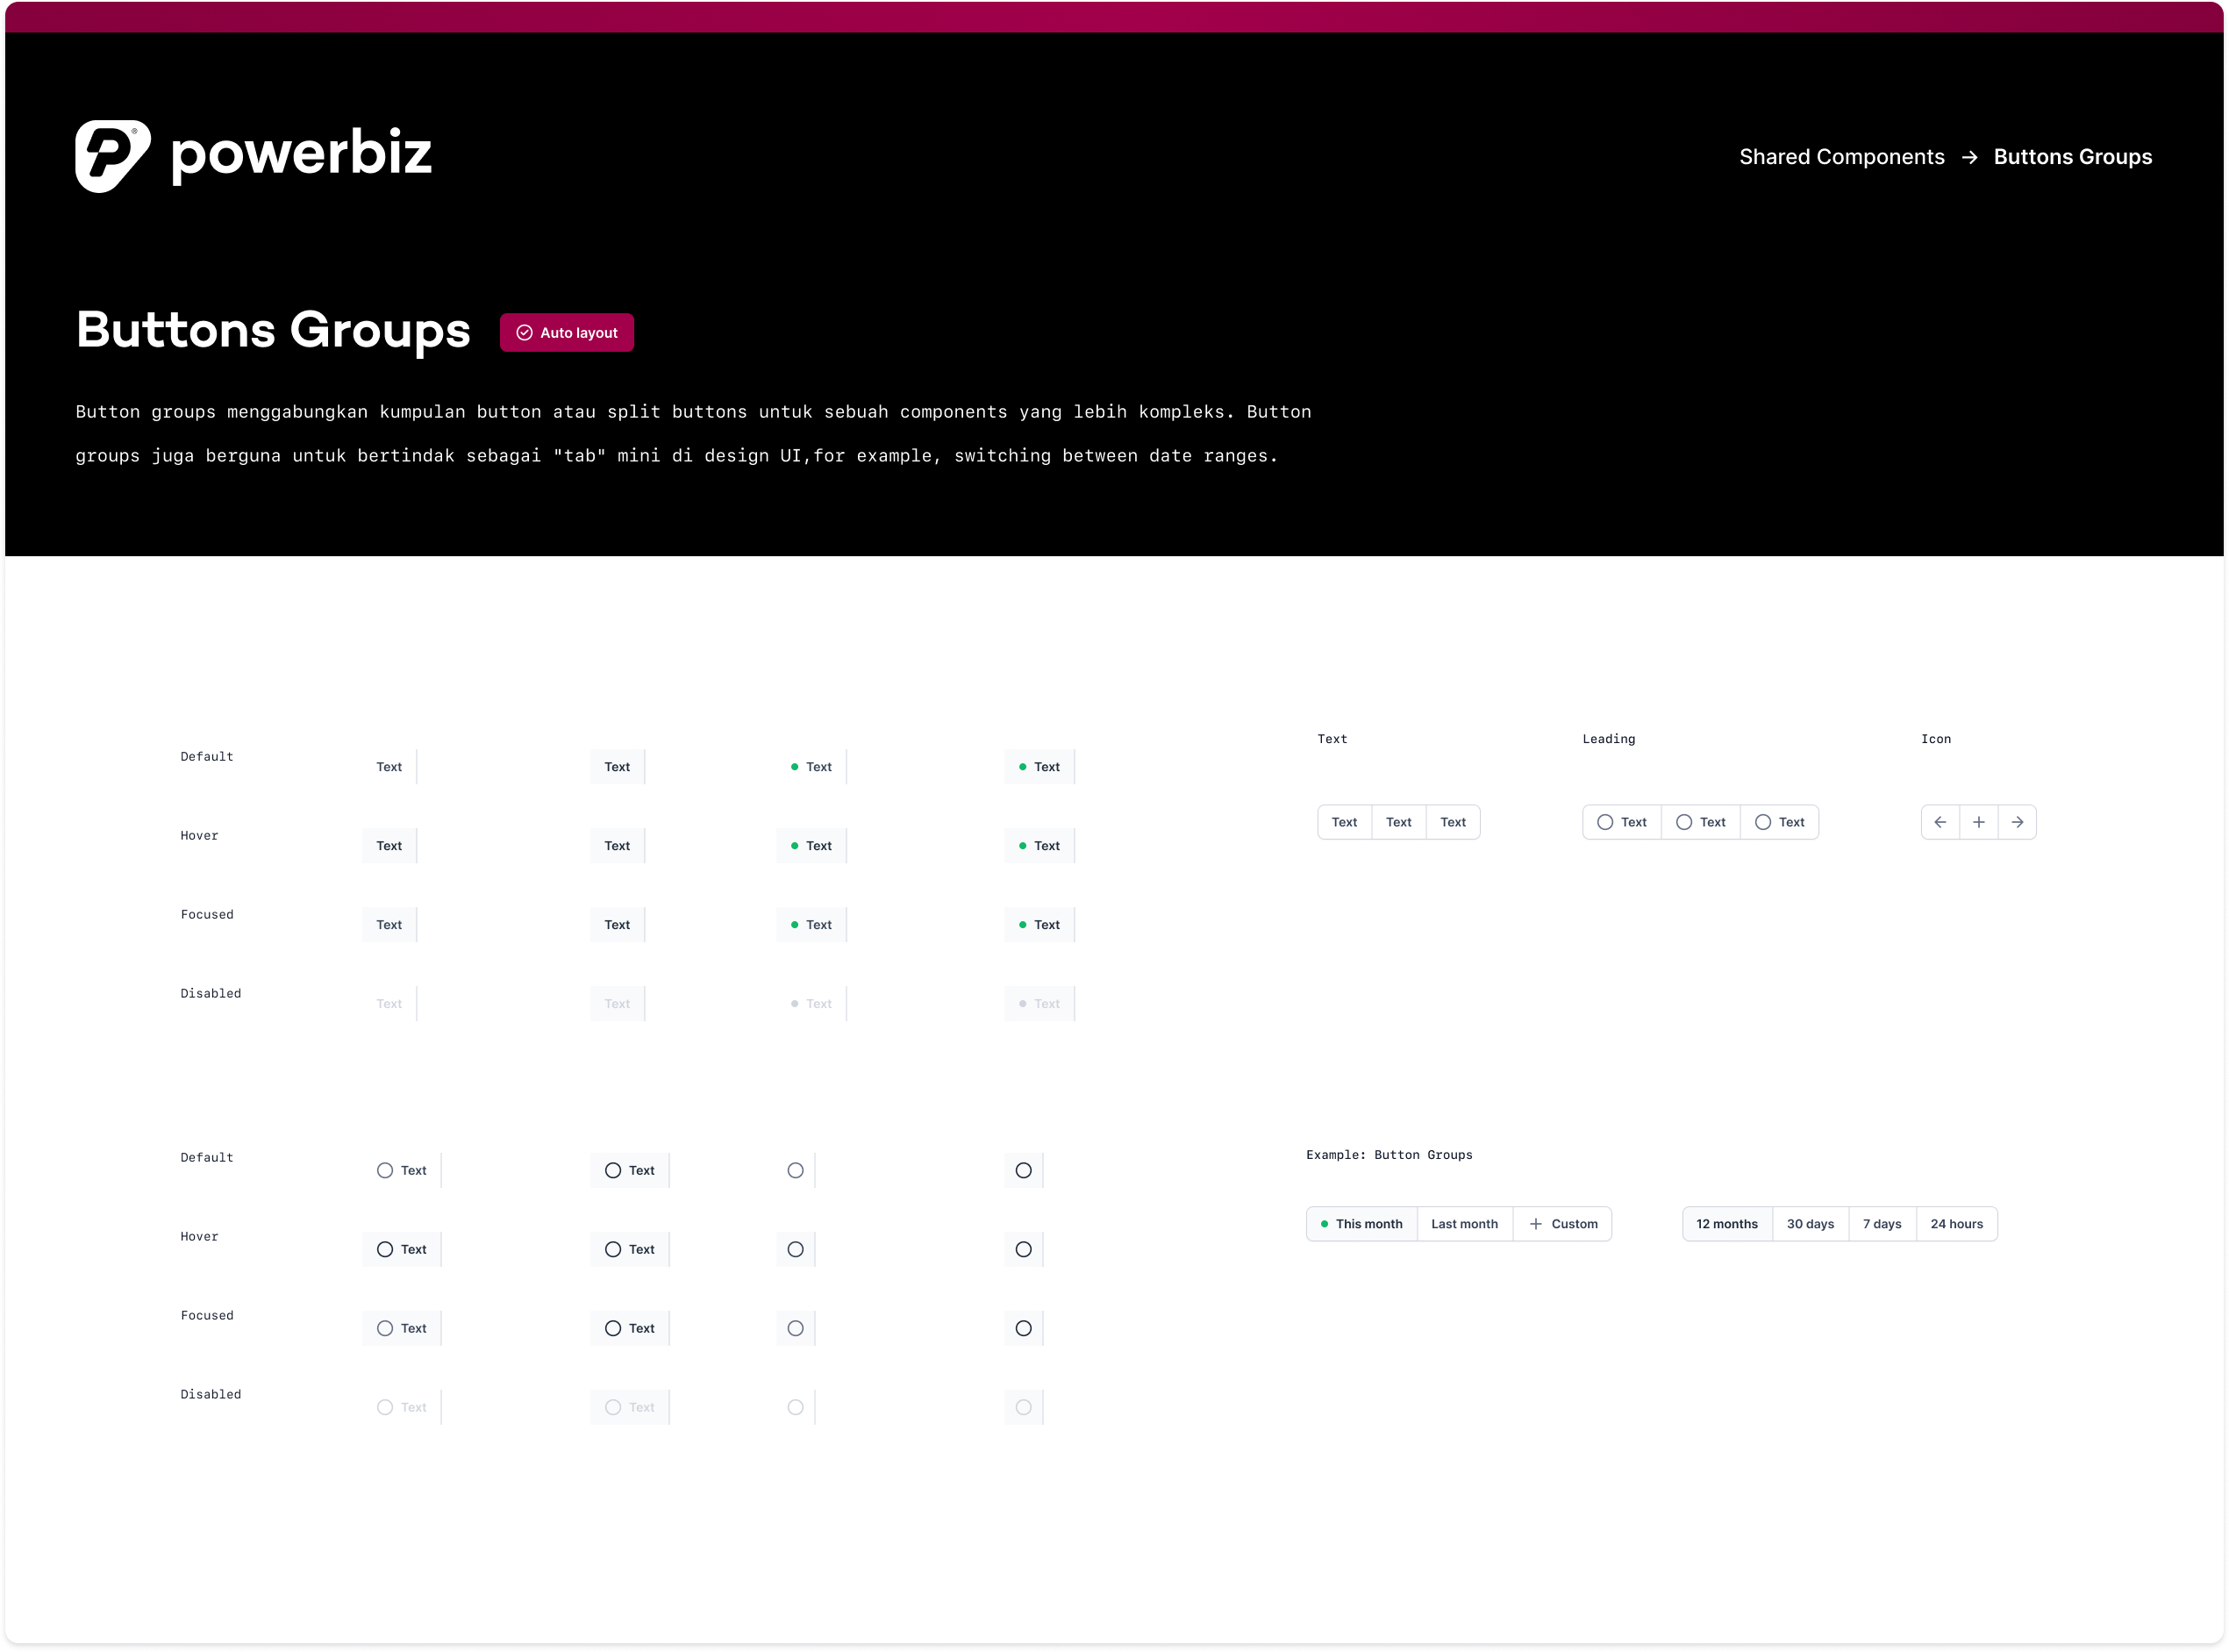 powerbiz
Shared Components → Buttons Groups
Buttons Groups
Auto layout
Button groups menggabungkan kumpulan button atau split buttons untuk sebuah components yang lebih kompleks. Button
groups juga berguna untuk bertindak sebagai "tab" mini di design UI,for example, switching between date ranges.
Default Text Text Text Text
Hover Text Text Text Text
Focused Text Text Text Text
Disabled Text Text Text Text
Text Leading Icon
Text Text Text Text Text Text
Default Text Text
Hover Text Text
Focused Text Text
Disabled Text Text
Example: Button Groups
This month Last month Custom 12 months 30 days 7 days 24 hours